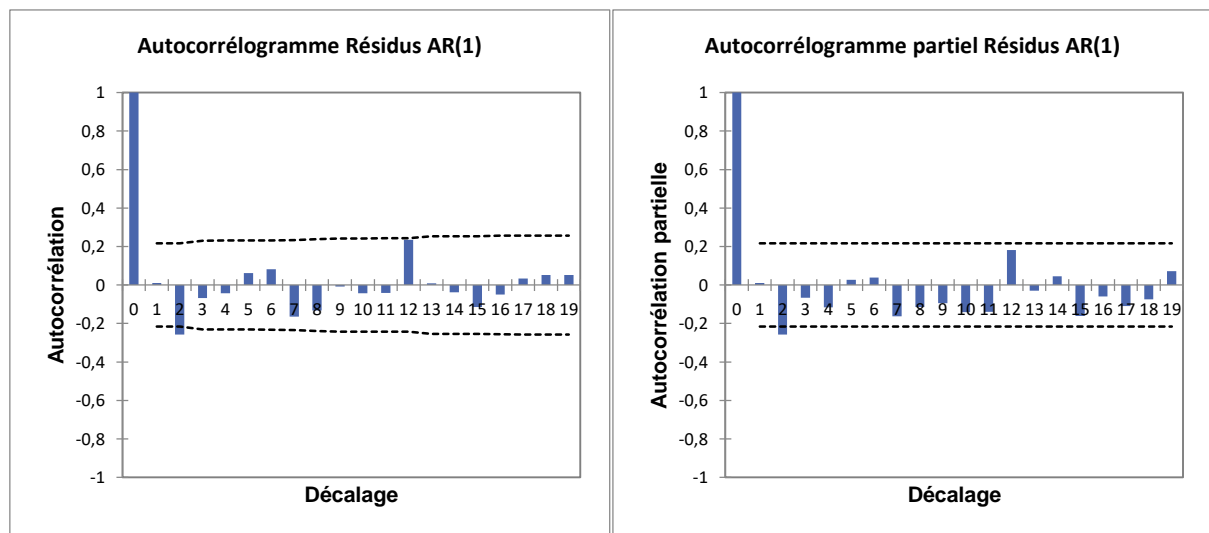 Autocorrélogramme Résidus AR(1)
Autocorrélation
1
0,8
0,6
0,4
0,2
0
-0,2
-0,4
-0,6
-0,8
-1
0 1 2 3 4 5 6 7 8 9 10 11 12 13 14 15 16 17 18 19
Décalage
Autocorrélogramme partiel Résidus AR(1)
Autocorrélation partielle
1
0,8
0,6
0,4
0,2
0
-0,2
-0,4
-0,6
-0,8
-1
0 1 2 3 4 5 6 7 8 9 10 11 12 13 14 15 16 17 18 19
Décalage